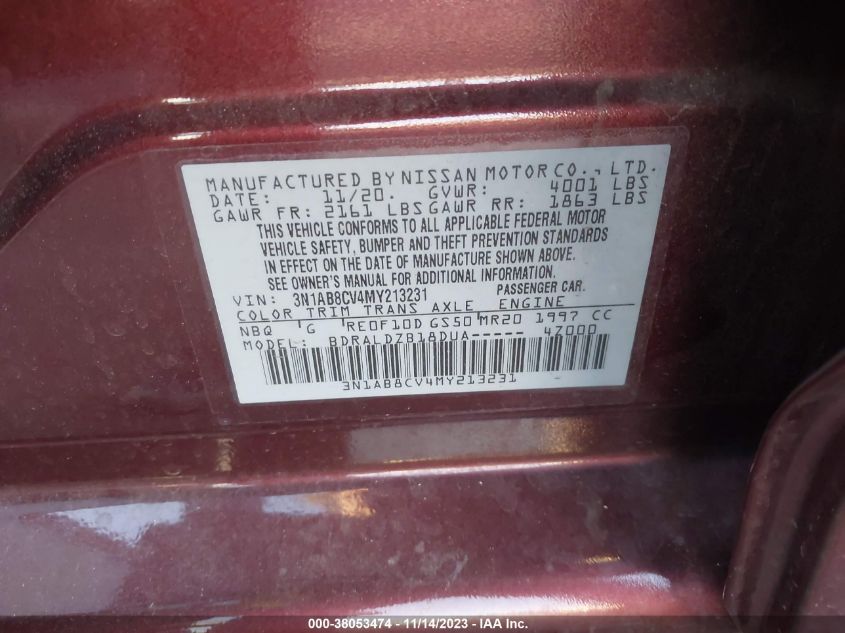 MANUFACTURED BY NISSAN MOTOR CO., LTD.
DATE: 11/20. GVWR: 4001 LBS
GAWR FR: 2161 LBS GAWR RR: 1863 LBS
THIS VEHICLE CONFORMS TO ALL APPLICABLE FEDERAL MOTOR
VEHICLE SAFETY, BUMPER AND THEFT PREVENTION STANDARDS
IN EFFECT ON THE DATE OF MANUFACTURE SHOWN ABOVE.
SEE OWNER'S MANUAL FOR ADDITIONAL INFORMATION.
VIN: 3N1AB8CV4MY213231 PASSENGER CAR.
COLOR TRIM TRANS AXLE ENGINE
NBQ G RE0F10D GS50 MR20 1997 CC
MODEL: BDRALDZB18DUA----- 47000
3N1AB8CV4MY213231
000-38053474 - 11/14/2023 - IAA Inc.